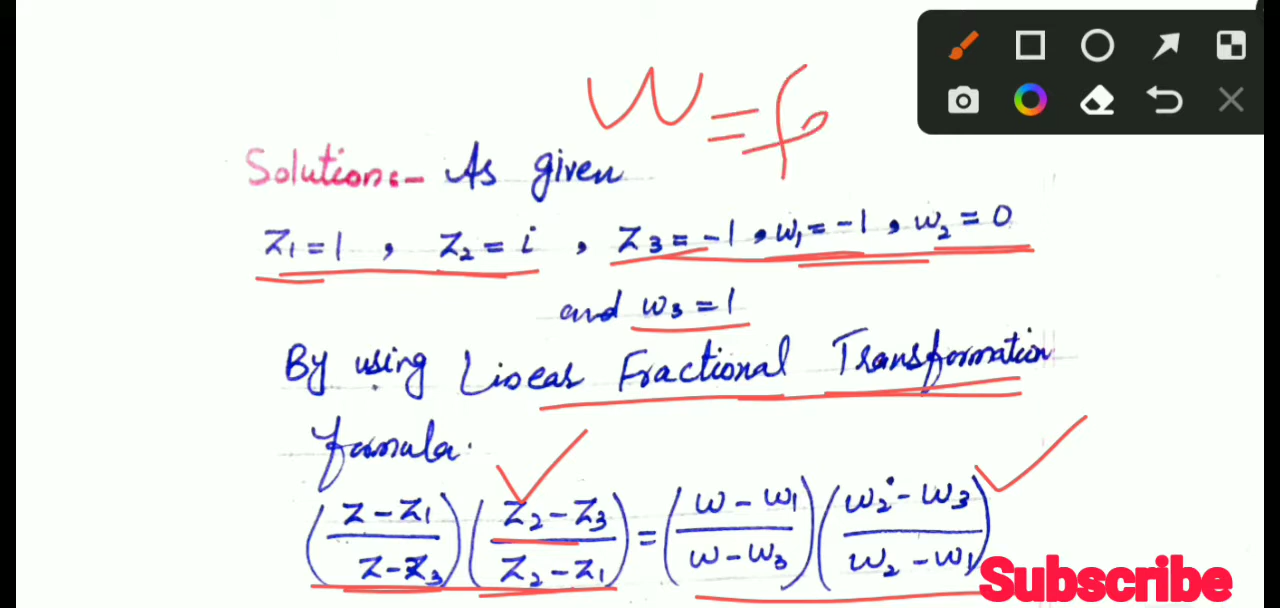 w = f
Solution:- As given
Z1 = 1 , Z2 = i , Z3 = -1 , w1 = -1 , w2 = 0
and w3 = 1
By using Linear Fractional Transformation
formula.
((Z - Z1)/(Z - Z3)) ((Z2 - Z3)/(Z2 - Z1)) = ((w - w1)/(w - w3)) ((w2 - w3)/(w2 - w1))
Subscribe